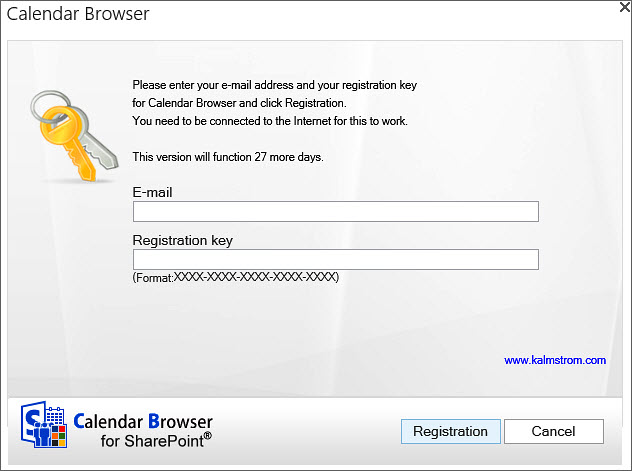 Calendar Browser
Please enter your e-mail address and your registration key
for Calendar Browser and click Registration.
You need to be connected to the Internet for this to work.
This version will function 27 more days.
E-mail
Registration key
(Format:XXXX-XXXX-XXXX-XXXX-XXXX)
www.kalmstrom.com
S
Calendar Browser
for SharePoint®
Registration
Cancel